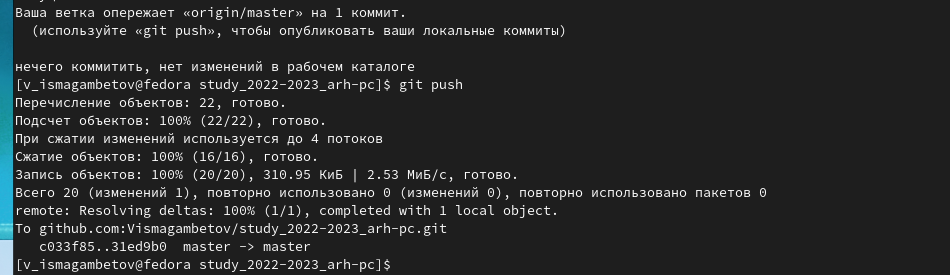 Ваша ветка опережает «origin/master» на 1 коммит.
(используйте «git push», чтобы опубликовать ваши локальные коммиты)
нечего коммитить, нет изменений в рабочем каталоге
[v_ismagambetov@fedora study_2022-2023_arh-pc]$ git push
Перечисление объектов: 22, готово.
Подсчет объектов: 100% (22/22), готово.
При сжатии изменений используется до 4 потоков
Сжатие объектов: 100% (16/16), готово.
Запись объектов: 100% (20/20), 310.95 КиБ | 2.53 МиБ/с, готово.
Всего 20 (изменений 1), повторно использовано 0 (изменений 0), повторно использовано пакетов 0
remote: Resolving deltas: 100% (1/1), completed with 1 local object.
To github.com:Vismagambetov/study_2022-2023_arh-pc.git
c033f85..31ed9b0  master -> master
[v_ismagambetov@fedora study_2022-2023_arh-pc]$